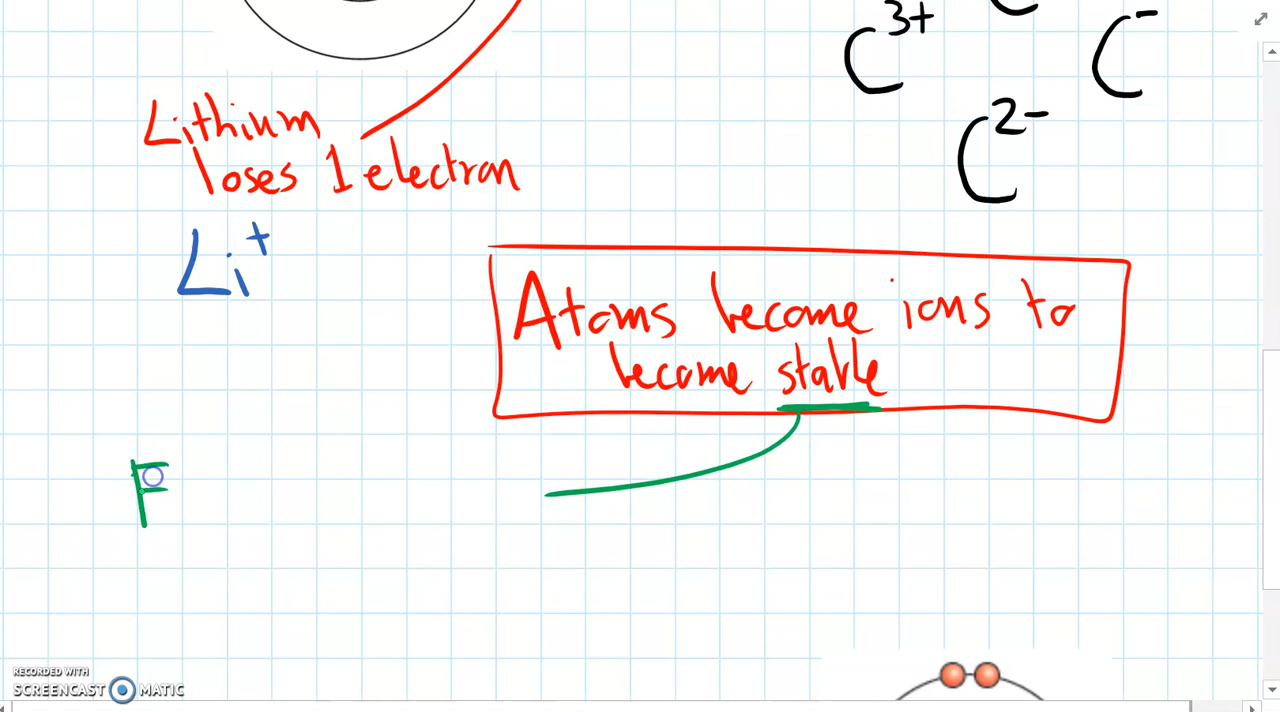 C³⁺
C⁻
C²⁻
Lithium
loses 1 electron
Li⁺
Atoms become ions to
become stable
F
RECORDED WITH
SCREENCAST MATIC